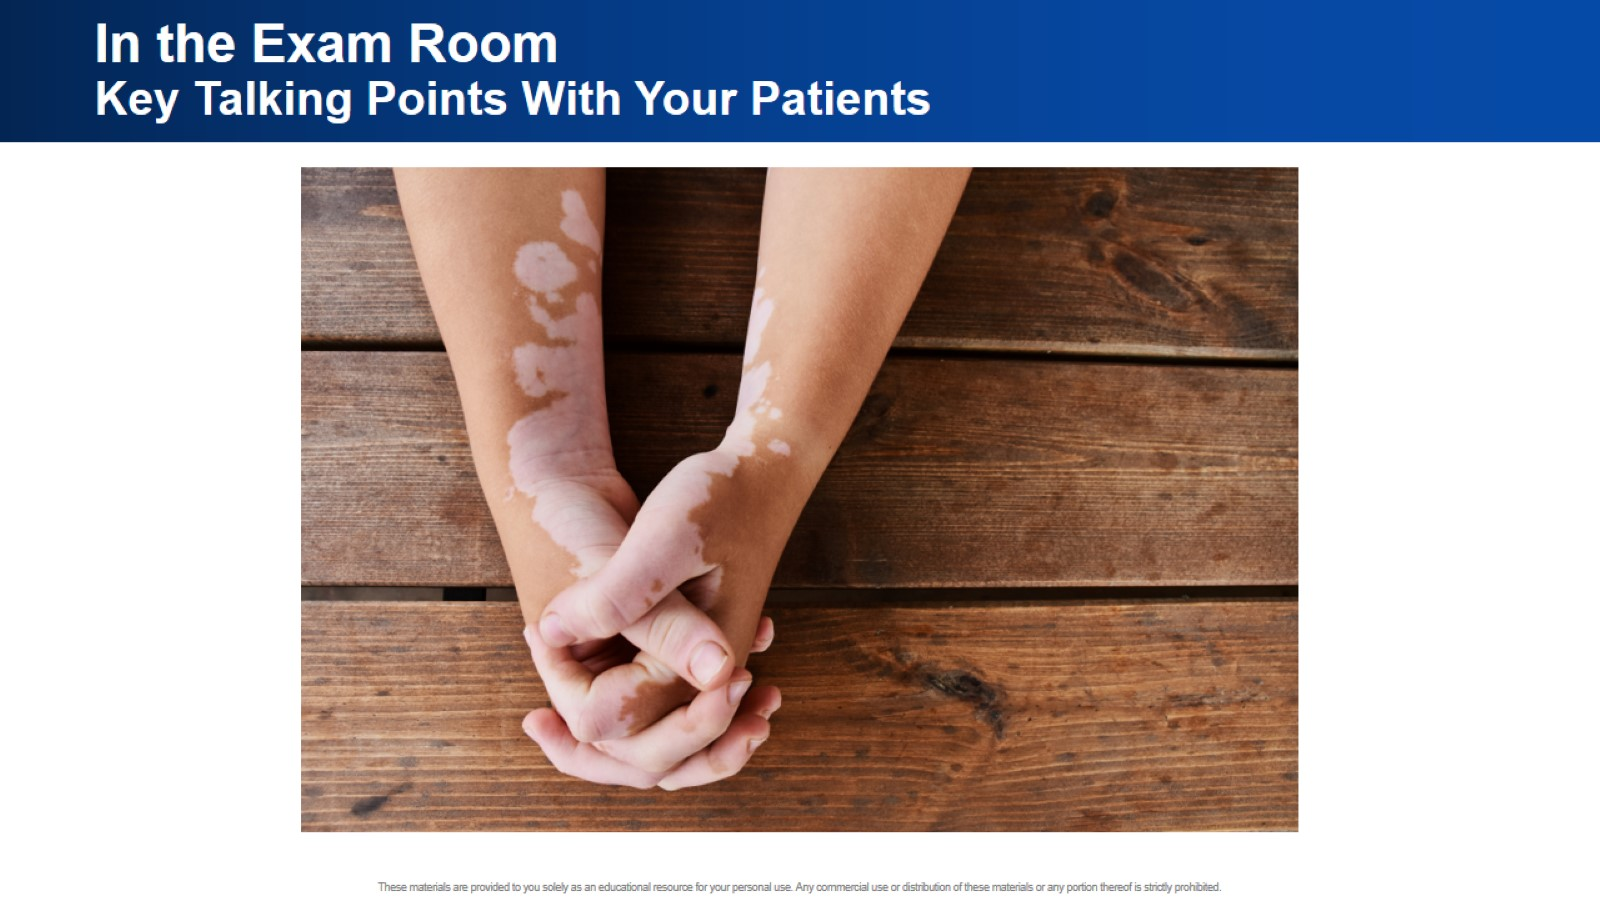 In the Exam Room
Key Talking Points With Your Patients
These materials are provided to you solely as an educational resource for your personal use. Any commercial use or distribution of these materials or any portion thereof is strictly prohibited.